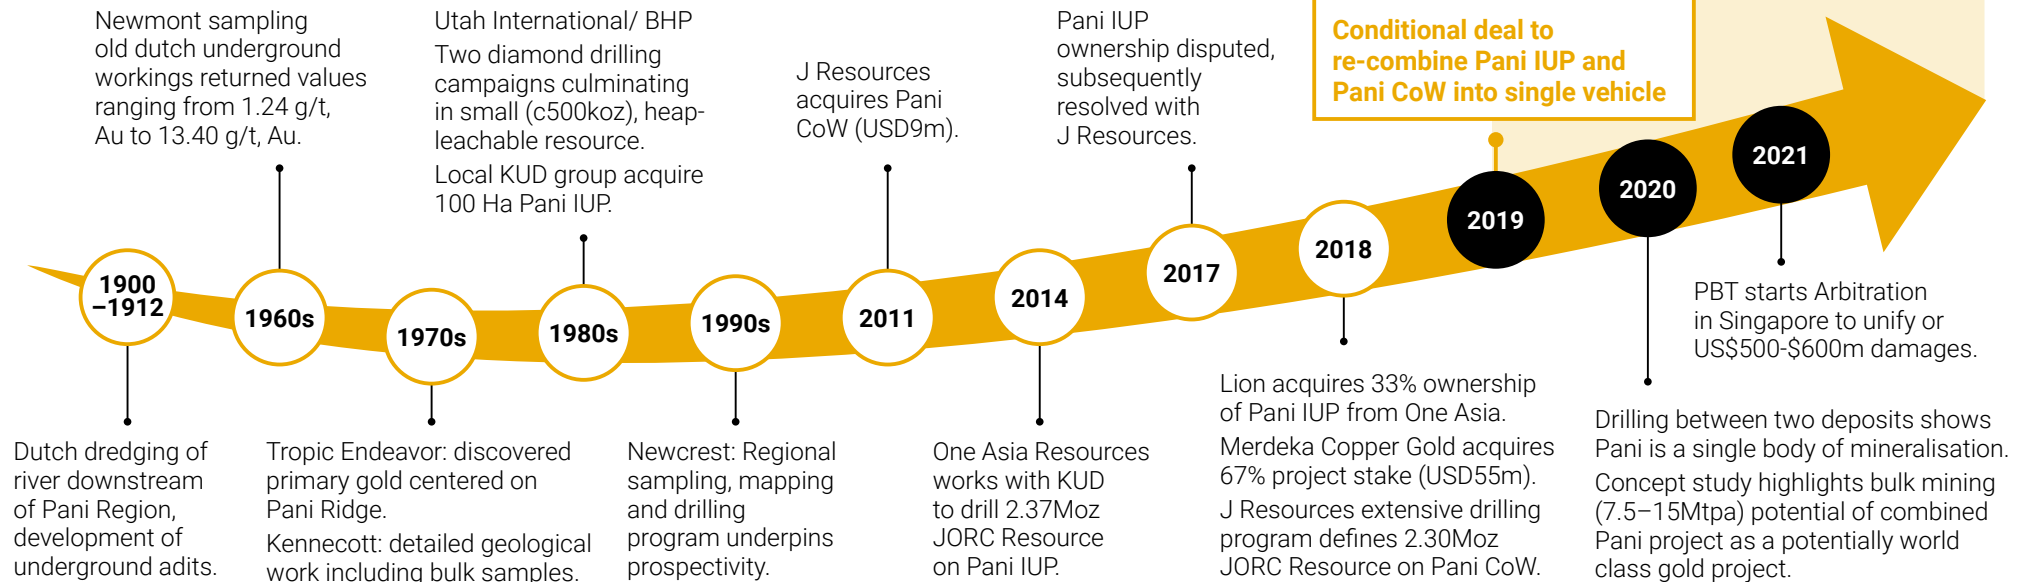 Newmont sampling
old dutch underground
workings returned values
ranging from 1.24 g/t,
Au to 13.40 g/t, Au.
Utah International/ BHP
Two diamond drilling
campaigns culminating
in small (c500koz), heap-
leachable resource.
Local KUD group acquire
100 Ha Pani IUP.
J Resources
acquires Pani
CoW (USD9m).
Pani IUP
ownership disputed,
subsequently
resolved with
J Resources.
Conditional deal to
re-combine Pani IUP and
Pani CoW into single vehicle
1900
–1912
1960s
1970s
1980s
1990s
2011
2014
2017
2018
2019
2020
2021
Dutch dredging of
river downstream
of Pani Region,
development of
underground adits.
Tropic Endeavor: discovered
primary gold centered on
Pani Ridge.
Kennecott: detailed geological
work including bulk samples.
Newcrest: Regional
sampling, mapping
and drilling
program underpins
prospectivity.
One Asia Resources
works with KUD
to drill 2.37Moz
JORC Resource
on Pani IUP.
Lion acquires 33% ownership
of Pani IUP from One Asia.
Merdeka Copper Gold acquires
67% project stake (USD55m).
J Resources extensive drilling
program defines 2.30Moz
JORC Resource on Pani CoW.
Drilling between two deposits shows
Pani is a single body of mineralisation.
Concept study highlights bulk mining
(7.5–15Mtpa) potential of combined
Pani project as a potentially world
class gold project.
PBT starts Arbitration
in Singapore to unify or
US$500-$600m damages.